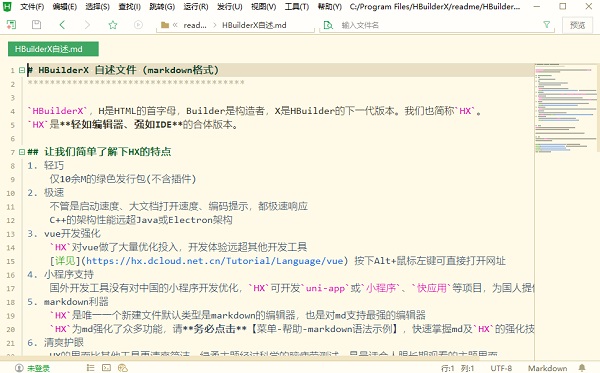 文件(F) 编辑(E) 选择(S) 查找(I) 跳转(G) 运行(R) 发行(U) 视图(V) 工具(T) 帮助(Y) C:/Program Files/HBuilderX/readme/HBuilder...
read... HBuilderX自述.md 输入文件名 预览
HBuilderX自述.md
1 # HBuilderX 自述文件 (markdown格式)
2 ****************************************
3
4 `HBuilderX`, H是HTML的首字母, Builder是构造者, X是HBuilder的下一代版本。我们也简称`HX`。
5 `HX`是**轻如编辑器、强如IDE**的合体版本。
6
7 ## 让我们简单了解下HX的特点
8 1. 轻巧
9 仅10余M的绿色发行包(不含插件)
10 2. 极速
11 不管是启动速度、大文档打开速度、编码提示, 都极速响应
12 C++的架构性能远超Java或Electron架构
13 3. vue开发强化
14 `HX`对vue做了大量优化投入, 开发体验远超其他开发工具
15 [详见](https://hx.dcloud.net.cn/Tutorial/Language/vue) 按下Alt+鼠标左键可直接打开网址
16 4. 小程序支持
17 国外开发工具没有对中国的小程序开发优化, `HX`可开发`uni-app`或`小程序`、`快应用`等项目, 为国人提供
18 5. markdown利器
19 `HX`是唯一一个新建文件默认类型是markdown的编辑器, 也是对md支持最强的编辑器
20 `HX`为md强化了众多功能, 请**务必点击**【菜单-帮助-markdown语法示例】, 快速掌握md及`HX`的强化技
21 6. 清爽护眼
未登录 行:1 列:1 UTF-8 Markdown